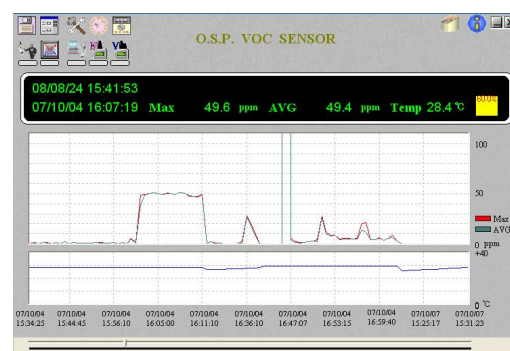 O.S.P. VOC SENSOR
08/08/24 15:41:53
07/10/04 16:07:19 Max 49.6 ppm AVG 49.4 ppm Temp 28.4 ℃
100
50
Max
AVG
0 ppm
+40
0 ℃
07/10/04 07/10/04 07/10/04 07/10/04 07/10/04 07/10/04 07/10/04 07/10/04 07/10/04 07/10/07 07/10/07
15:34:25 15:44:45 15:56:10 16:05:00 16:11:10 16:36:10 16:47:07 16:53:15 16:59:40 15:25:17 15:31:23